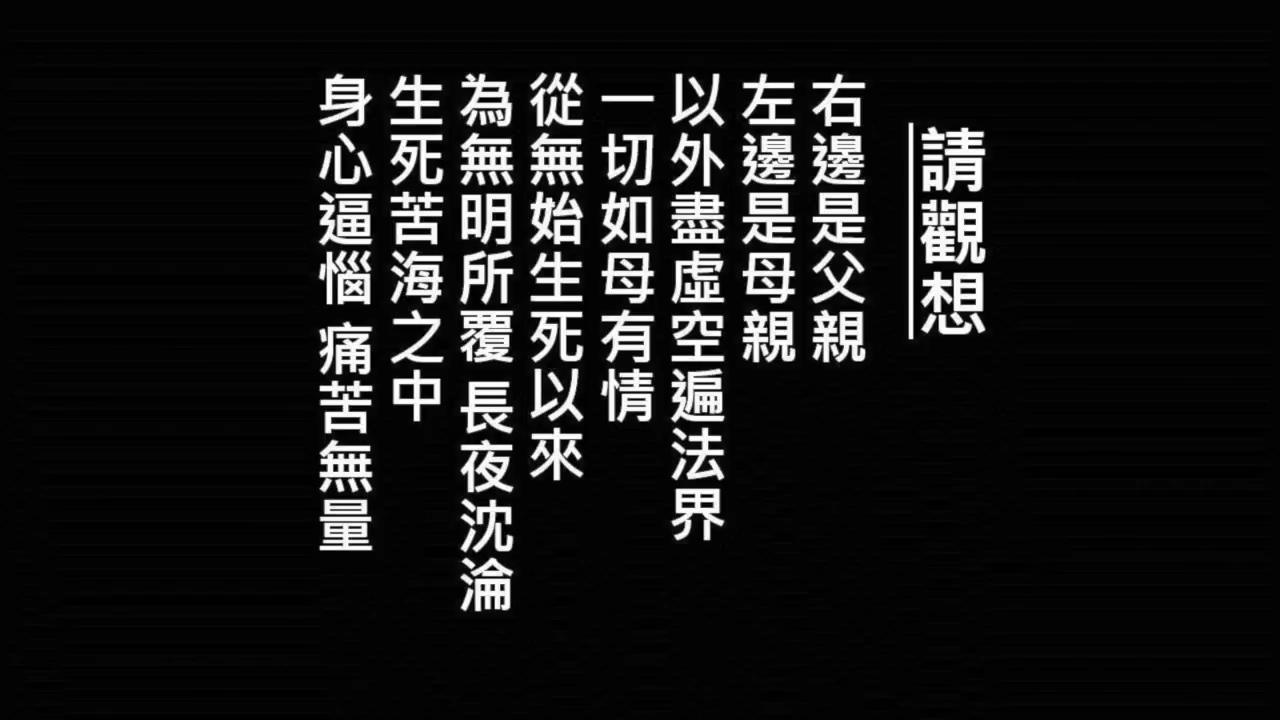 請觀想
右邊是父親
左邊是母親
以外盡虛空遍法界
一切如母有情
從無始生死以來
為無明所覆 長夜沈淪
生死苦海之中
身心逼惱 痛苦無量